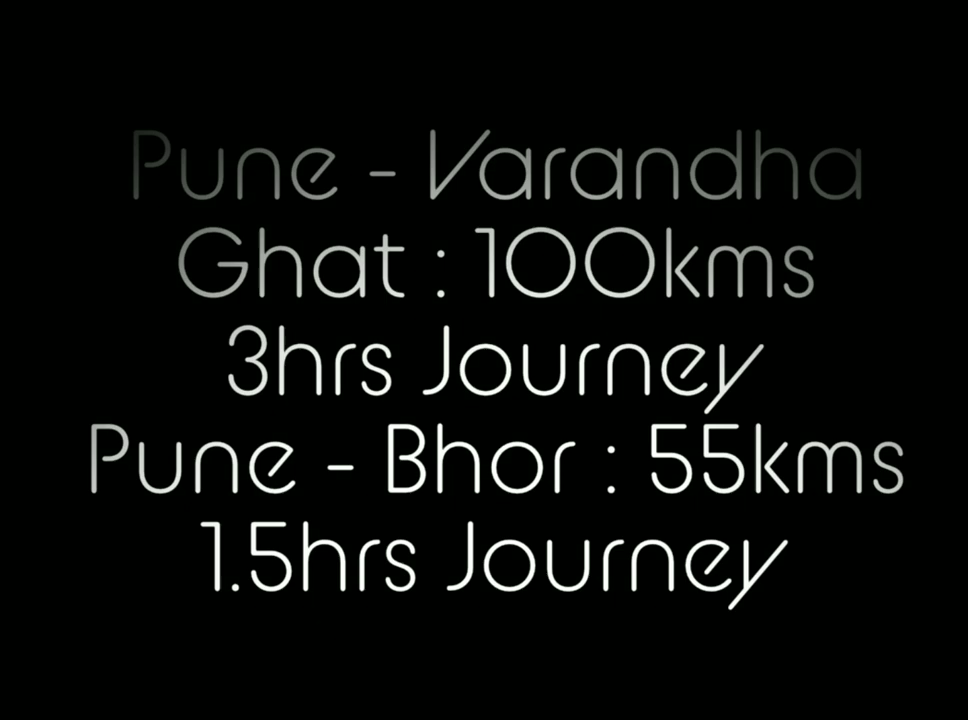 Pune - Varandha
Ghat : 100kms
3hrs Journey
Pune - Bhor : 55kms
1.5hrs Journey